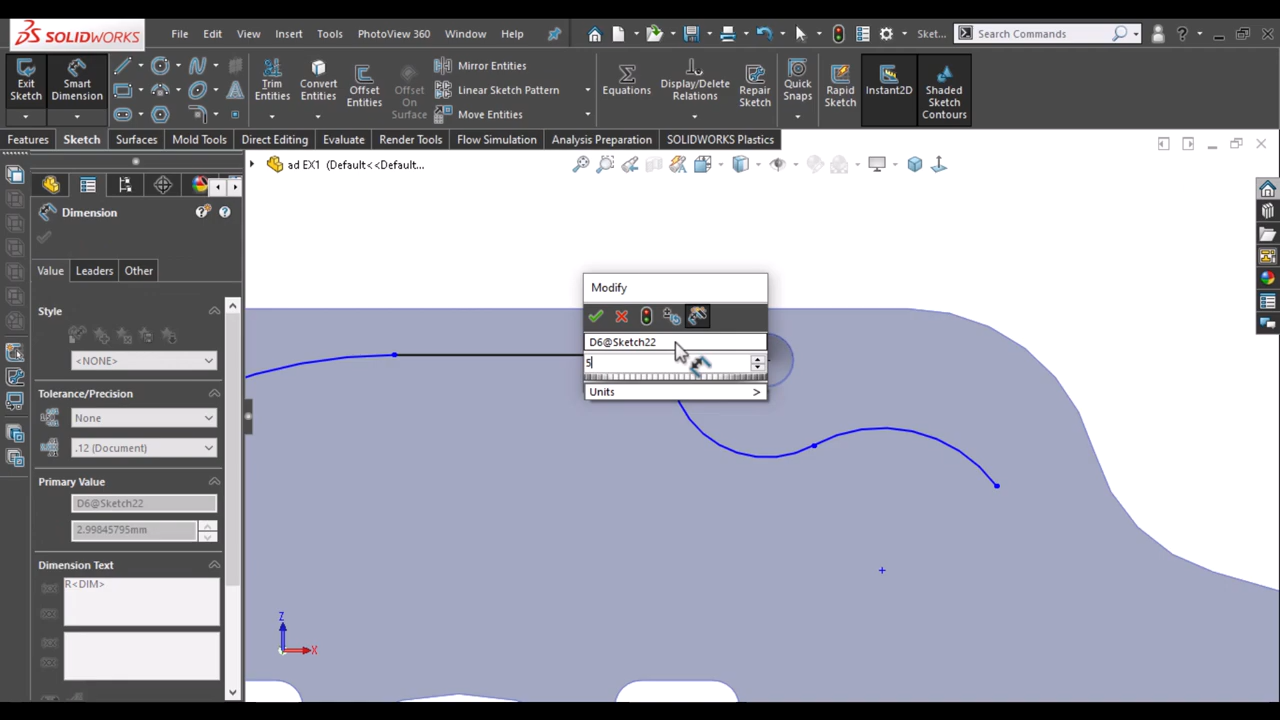 SOLIDWORKS File Edit View Insert Tools PhotoView 360 Window Help Sket... Search Commands ?
Exit Sketch Smart Dimension Trim Entities Convert Entities Offset Entities Offset On Surface Mirror Entities Linear Sketch Pattern Move Entities Equations Display/Delete Relations Repair Sketch Quick Snaps Rapid Sketch Instant2D Shaded Sketch Contours
Features Sketch Surfaces Mold Tools Direct Editing Evaluate Render Tools Flow Simulation Analysis Preparation SOLIDWORKS Plastics
ad EX1 (Default<<Default...
Dimension
Value Leaders Other
Style
<NONE>
Tolerance/Precision
None
.12 (Document)
Primary Value
D6@Sketch22
2.99845795mm
Dimension Text
R<DIM>
Modify
D6@Sketch22
5
Units >
Z
X